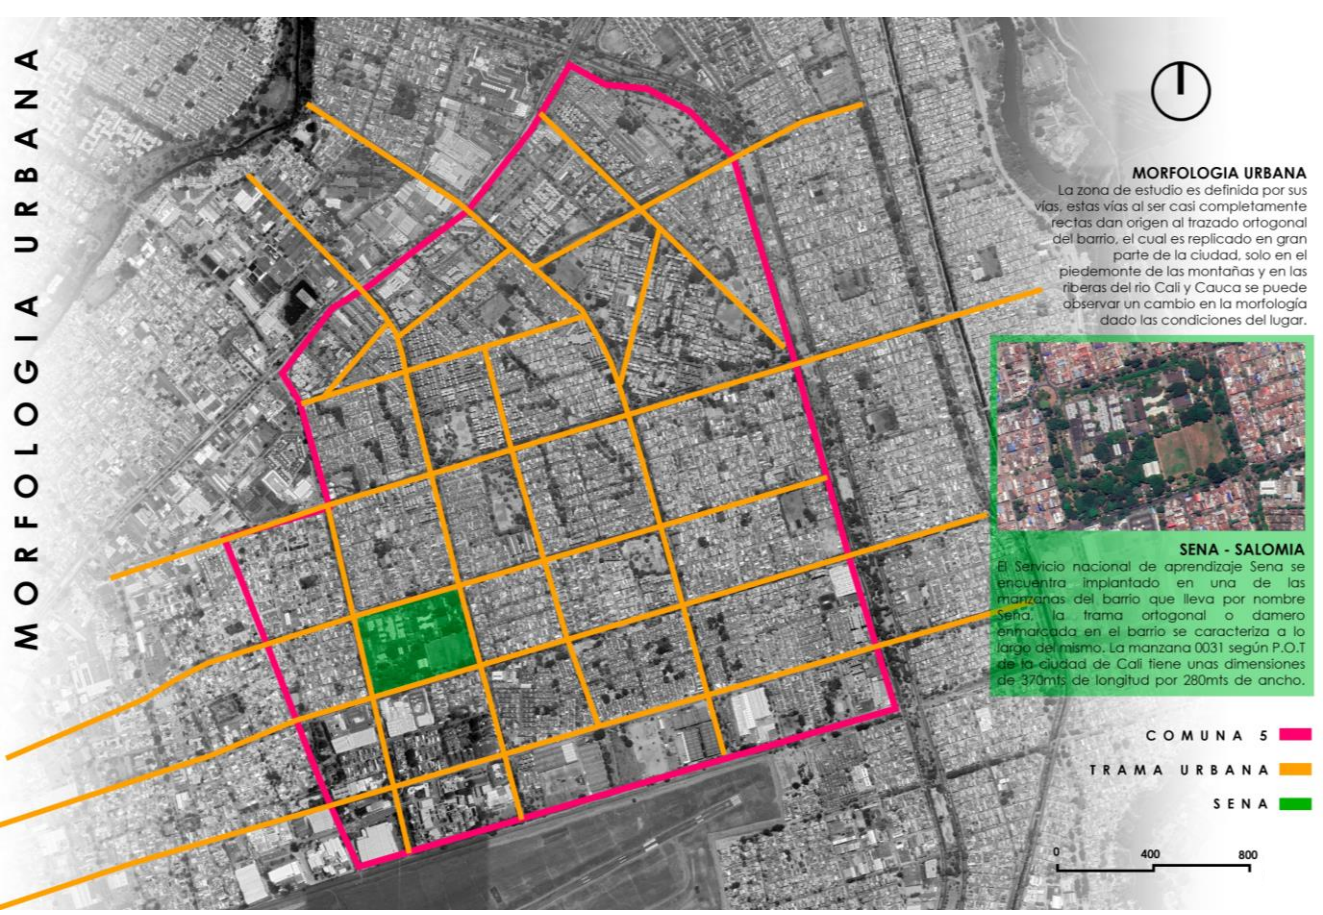 MORFOLOGIA URBANA
MORFOLOGIA URBANA
La zona de estudio es definida por sus
vías, estas vías al ser casi completamente
rectas dan origen al trazado ortogonal
del barrio, el cual es replicado en gran
parte de la ciudad, solo en el
piedemonte de las montañas y en las
riberas del rio Cali y Cauca se puede
observar un cambio en la morfología
dado las condiciones del lugar.
SENA - SALOMIA
El Servicio nacional de aprendizaje Sena se
encuentra implantado en una de las
manzanas del barrio que lleva por nombre
Sena, la trama ortogonal o damero
enmarcada en el barrio se caracteriza a lo
largo del mismo. La manzana 0031 según P.O.T
de la ciudad de Cali tiene unas dimensiones
de 370mts de longitud por 280mts de ancho.
COMUNA 5
TRAMA URBANA
SENA
0 400 800